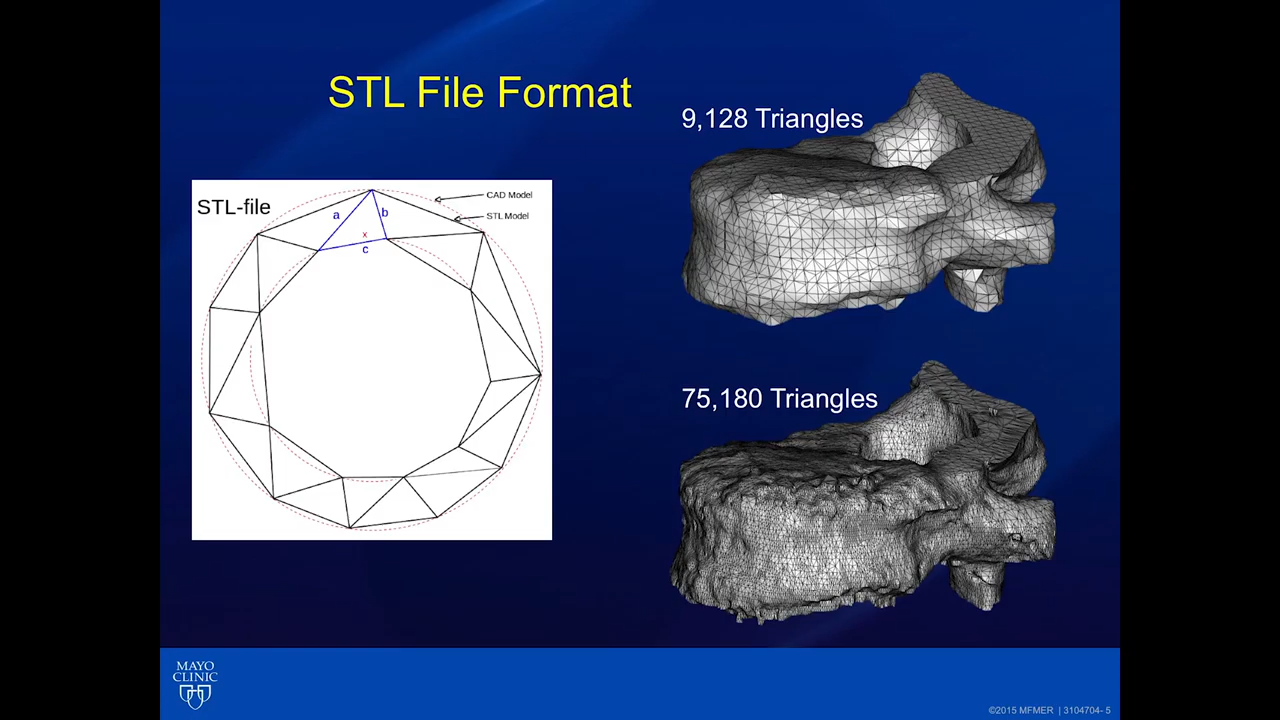 STL File Format
9,128 Triangles
STL-file
CAD Model
STL Model
a
b
x
c
75,180 Triangles
MAYO
CLINIC
©2015 MFMER | 3104704- 5